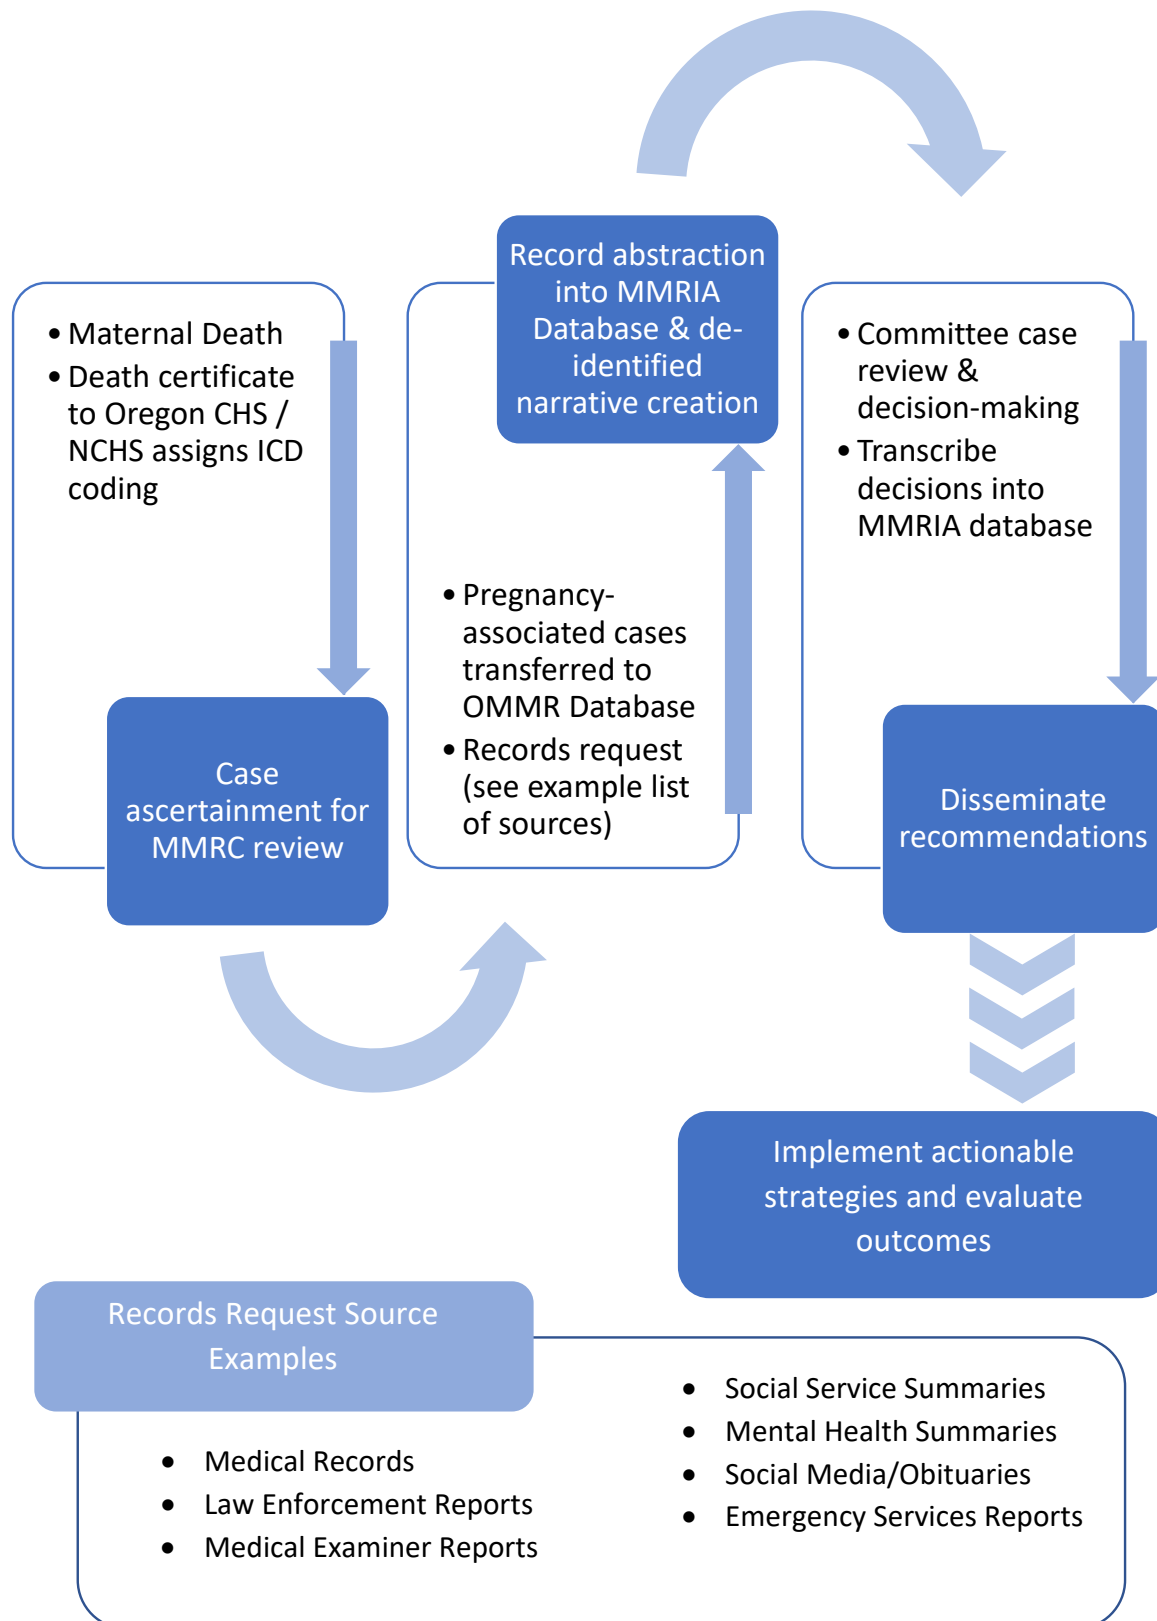 • Maternal Death
• Death certificate
to Oregon CHS /
NCHS assigns ICD
coding
Case
ascertainment for
MMRC review
• Pregnancy-
associated cases
transferred to
OMMR Database
• Records request
(see example list
of sources)
Record abstraction
into MMRIA
Database & de-
identified
narrative creation
• Committee case
review &
decision-making
• Transcribe
decisions into
MMRIA database
Disseminate
recommendations
Implement actionable
strategies and evaluate
outcomes
Records Request Source
Examples
• Medical Records
• Law Enforcement Reports
• Medical Examiner Reports
• Social Service Summaries
• Mental Health Summaries
• Social Media/Obituaries
• Emergency Services Reports